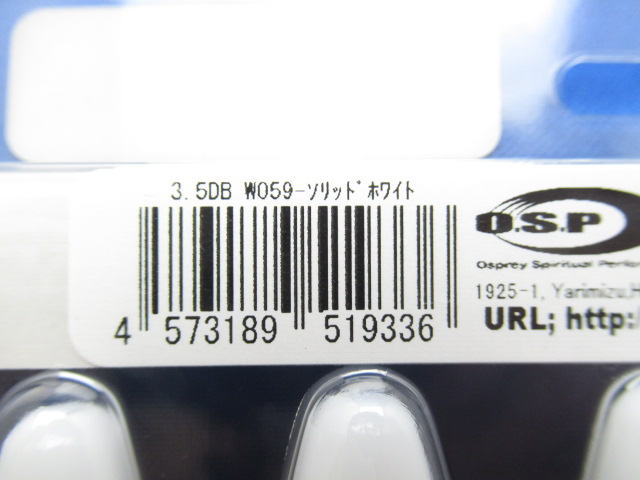 3.5DB W059-ｿﾘｯﾄﾞﾎﾜｲﾄ
4 573189 519336
O.S.P
Osprey Spiritual
1925-1, Yarimizu,
URL; http: